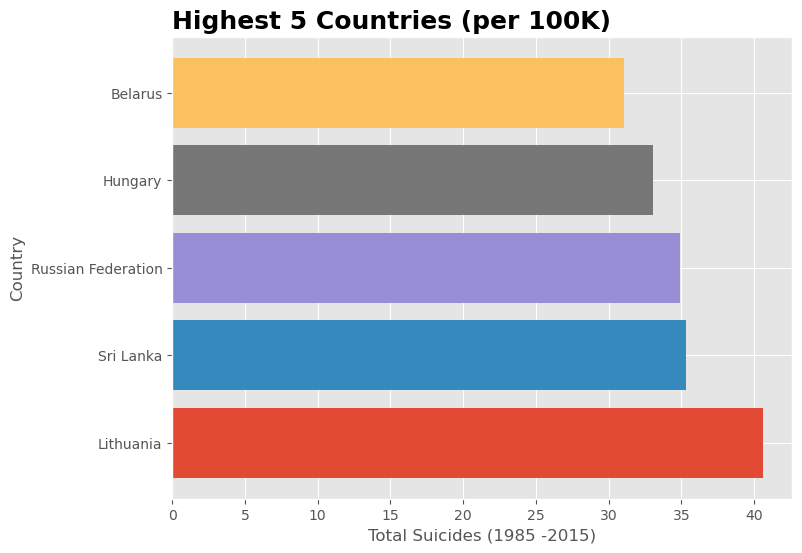 Highest 5 Countries (per 100K)
Belarus
Hungary
Russian Federation
Sri Lanka
Lithuania
Country
0 5 10 15 20 25 30 35 40
Total Suicides (1985 -2015)